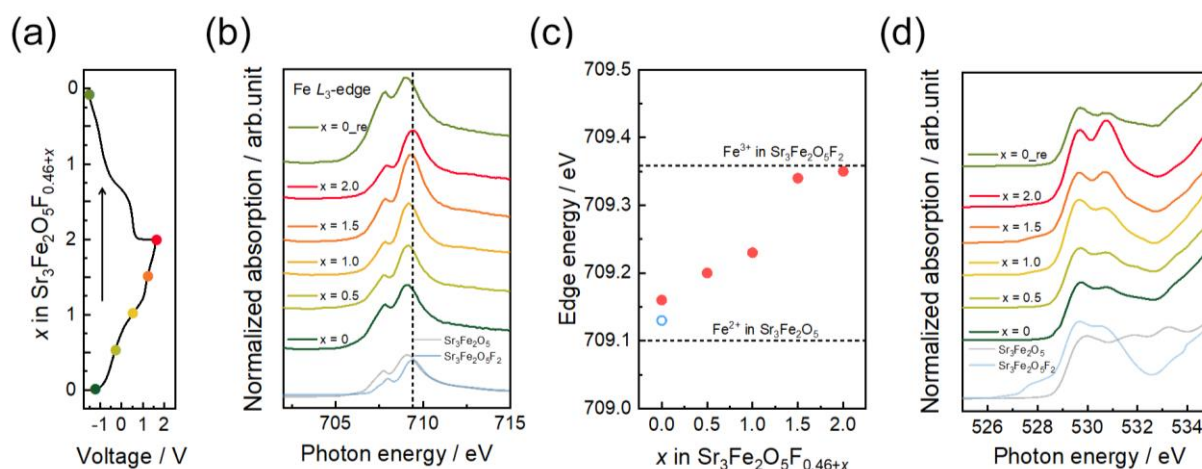 (a)
0
1
2
1
0
x in Sr3Fe2O5F0.46+x
-1 0 1 2
Voltage / V
(b)
Normalized absorption / arb.unit
Fe L3-edge
x = 0_re
x = 2.0
x = 1.5
x = 1.0
x = 0.5
x = 0
Sr3Fe2O5
Sr3Fe2O5F2
705 710 715
Photon energy / eV
(c)
Edge energy / eV
709.5
709.4
709.3
709.2
709.1
709.0
Fe3+ in Sr3Fe2O5F2
Fe2+ in Sr3Fe2O5
0.0 0.5 1.0 1.5 2.0
x in Sr3Fe2O5F0.46+x
(d)
Normalized absorption / arb.unit
x = 0_re
x = 2.0
x = 1.5
x = 1.0
x = 0.5
x = 0
Sr3Fe2O5
Sr3Fe2O5F2
526 528 530 532 534
Photon energy / eV